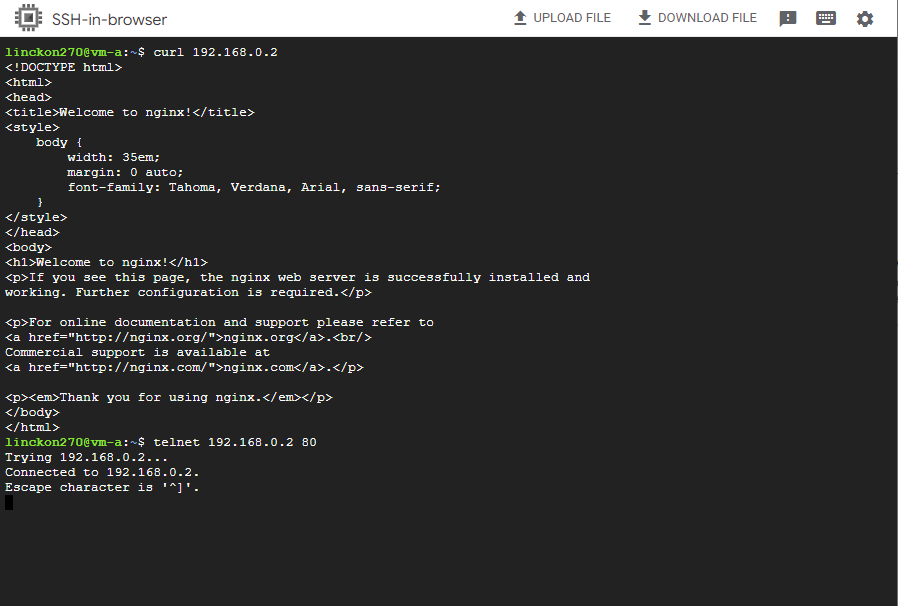 SSH-in-browser
UPLOAD FILE
DOWNLOAD FILE
linckon270@vm-a:~$ curl 192.168.0.2
<!DOCTYPE html>
<html>
<head>
<title>Welcome to nginx!</title>
<style>
    body {
        width: 35em;
        margin: 0 auto;
        font-family: Tahoma, Verdana, Arial, sans-serif;
    }
</style>
</head>
<body>
<h1>Welcome to nginx!</h1>
<p>If you see this page, the nginx web server is successfully installed and
working. Further configuration is required.</p>

<p>For online documentation and support please refer to
<a href="http://nginx.org/">nginx.org</a>.<br/>
Commercial support is available at
<a href="http://nginx.com/">nginx.com</a>.</p>

<p><em>Thank you for using nginx.</em></p>
</body>
</html>
linckon270@vm-a:~$ telnet 192.168.0.2 80
Trying 192.168.0.2...
Connected to 192.168.0.2.
Escape character is '^]'.